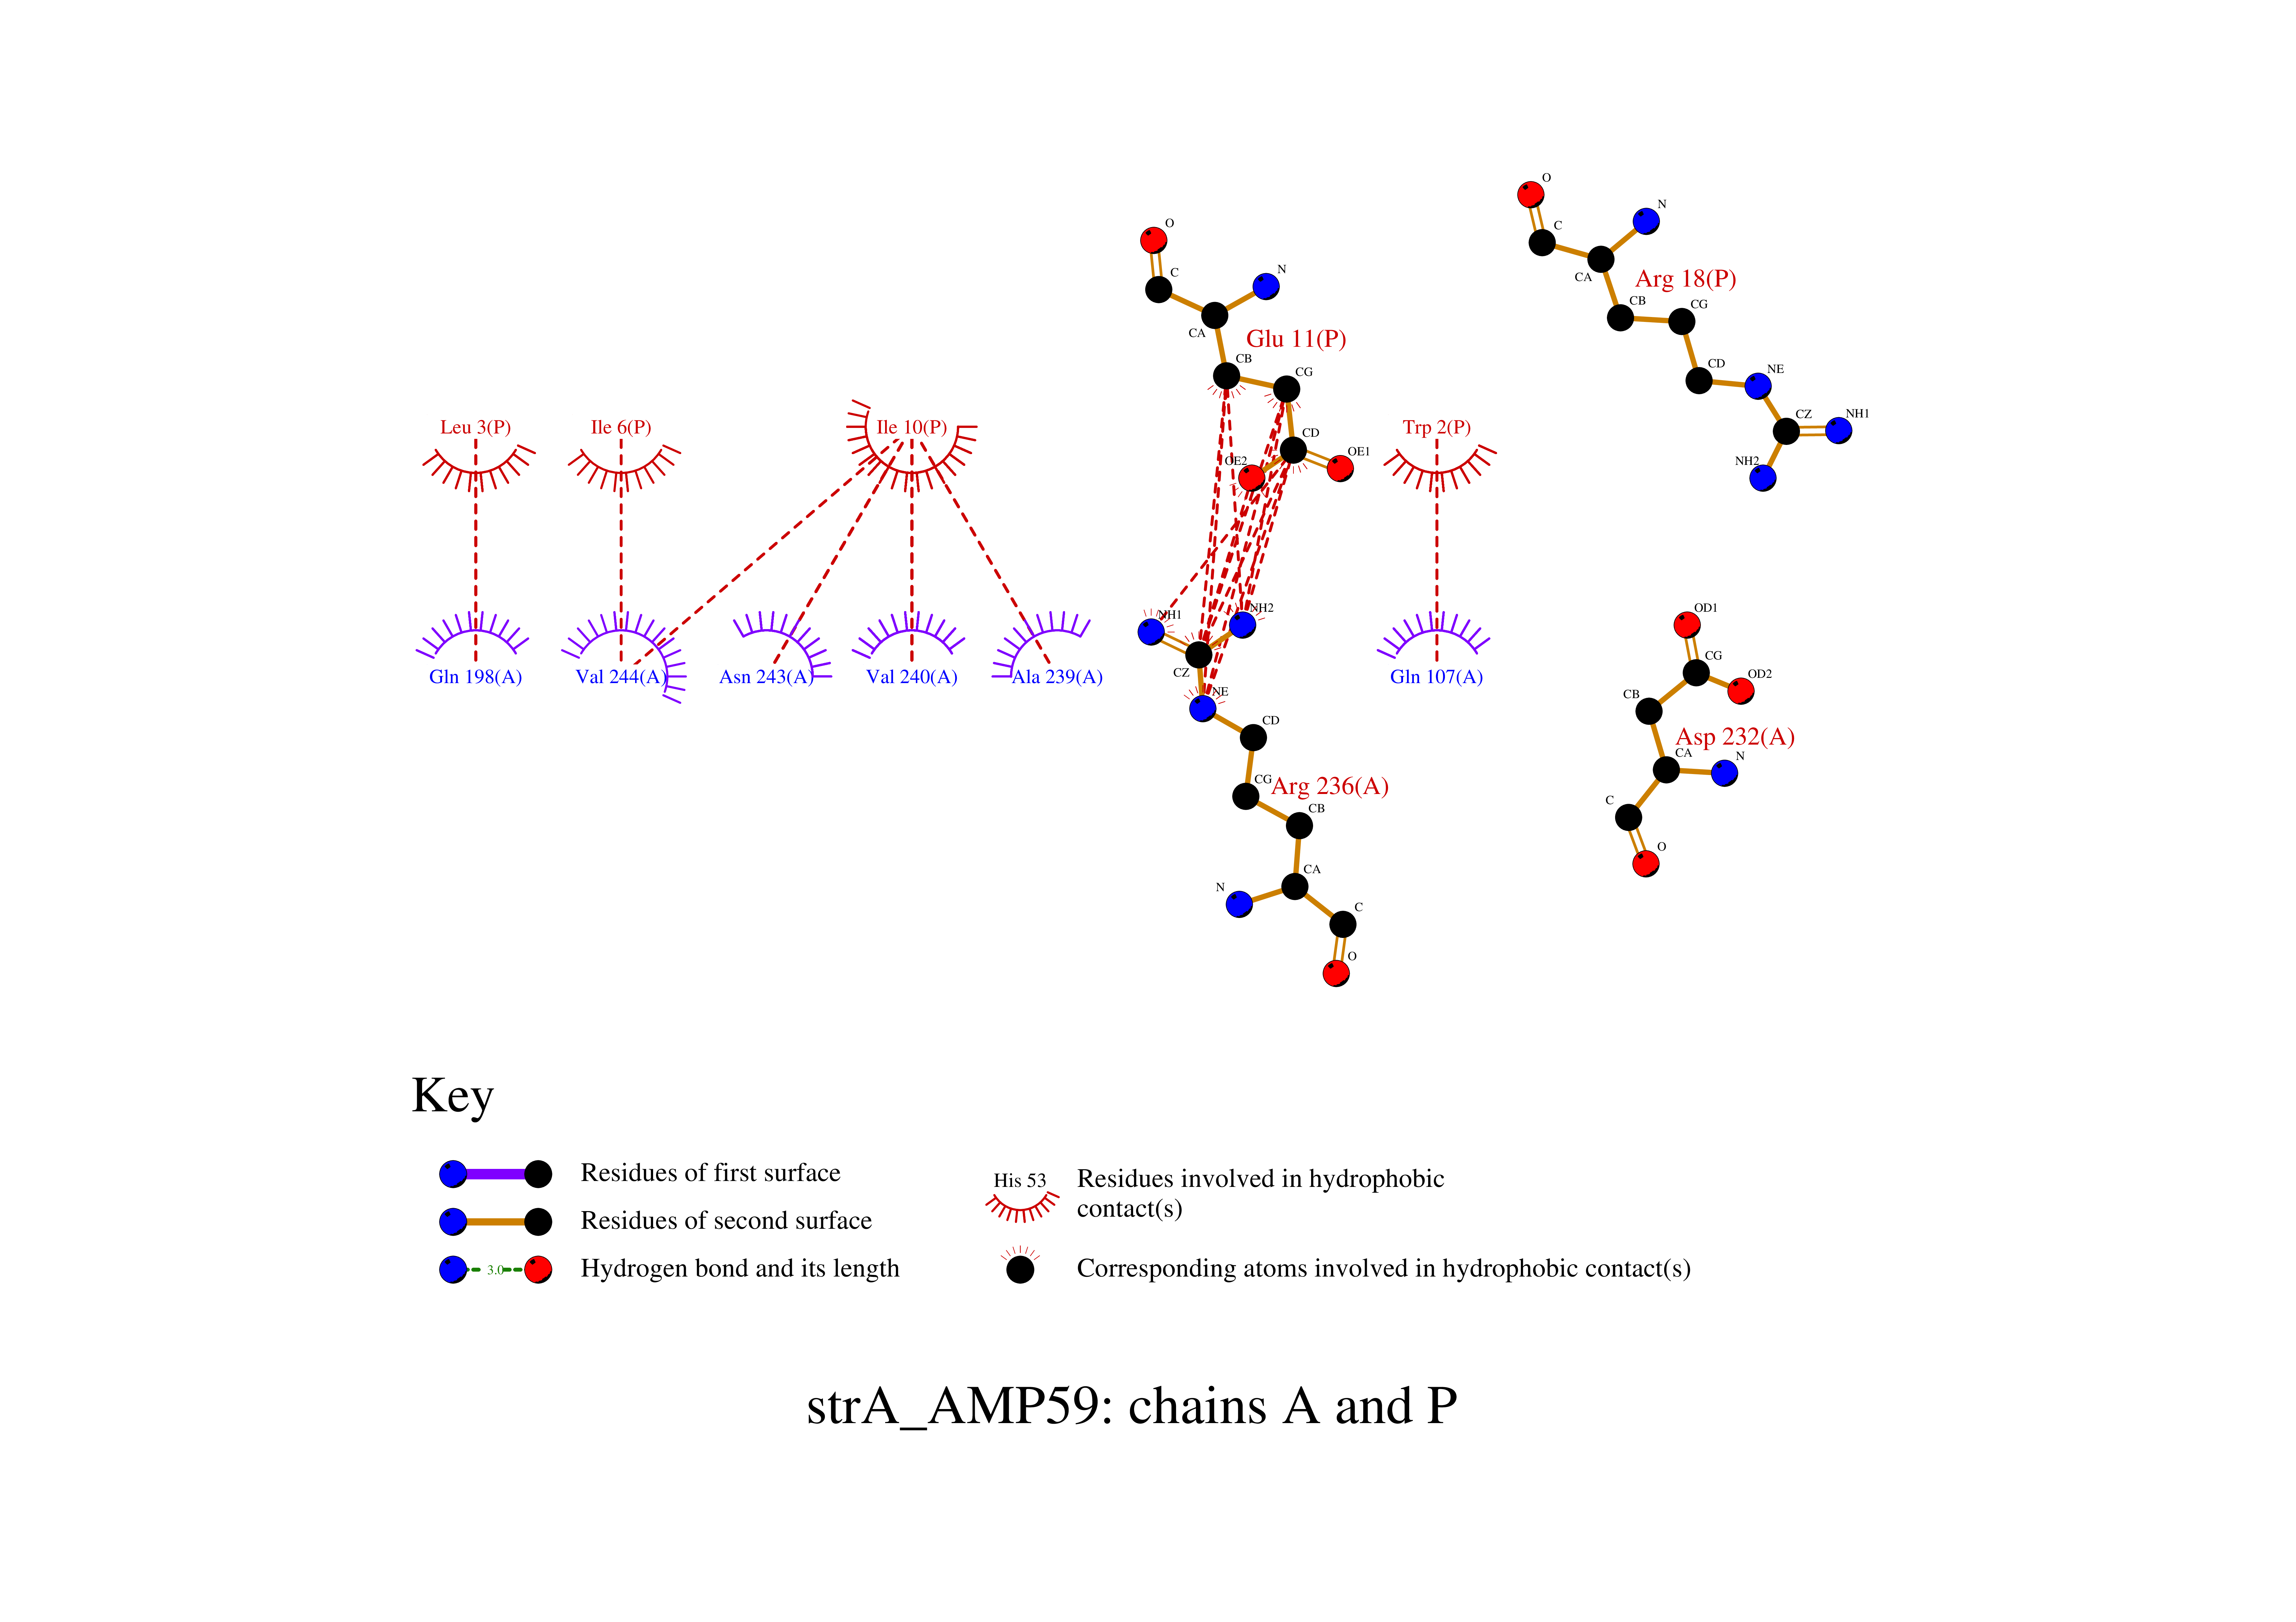 O
N
C
CA
Arg 18(P)
CB
CG
CD
NE
CZ
NH1
NH2
O
N
C
CA
Glu 11(P)
CB
CG
CD
OE1
OE2
Leu 3(P)
Ile 6(P)
Ile 10(P)
Trp 2(P)
Gln 198(A)
Val 244(A)
Asn 243(A)
Val 240(A)
Ala 239(A)
Gln 107(A)
NH1
NH2
CZ
NE
CD
CG
Arg 236(A)
CB
CA
N
C
O
OD1
CG
OD2
CB
Asp 232(A)
CA
N
C
O
Key
Residues of first surface
Residues of second surface
3.0
Hydrogen bond and its length
His 53
Residues involved in hydrophobic
contact(s)
Corresponding atoms involved in hydrophobic contact(s)
strA_AMP59: chains A and P